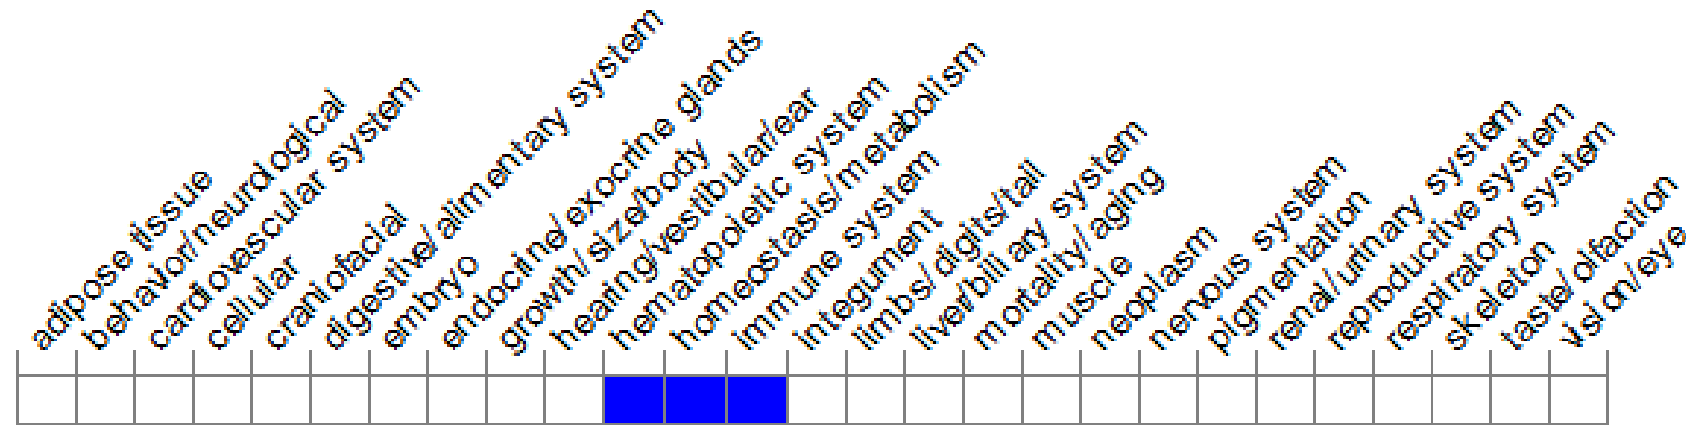 adipose tissue
behavior/neurological
cardiovascular system
cellular
craniofacial
digestive/alimentary system
embryo
endocrine/exocrine glands
growth/size/body
hearing/vestibular/ear
hematopoietic system
homeostasis/metabolism
immune system
integument
limbs/digits/tail
liver/biliary system
mortality/aging
muscle
neoplasm
nervous system
pigmentation
renal/urinary system
reproductive system
respiratory system
skeleton
taste/olfaction
vision/eye